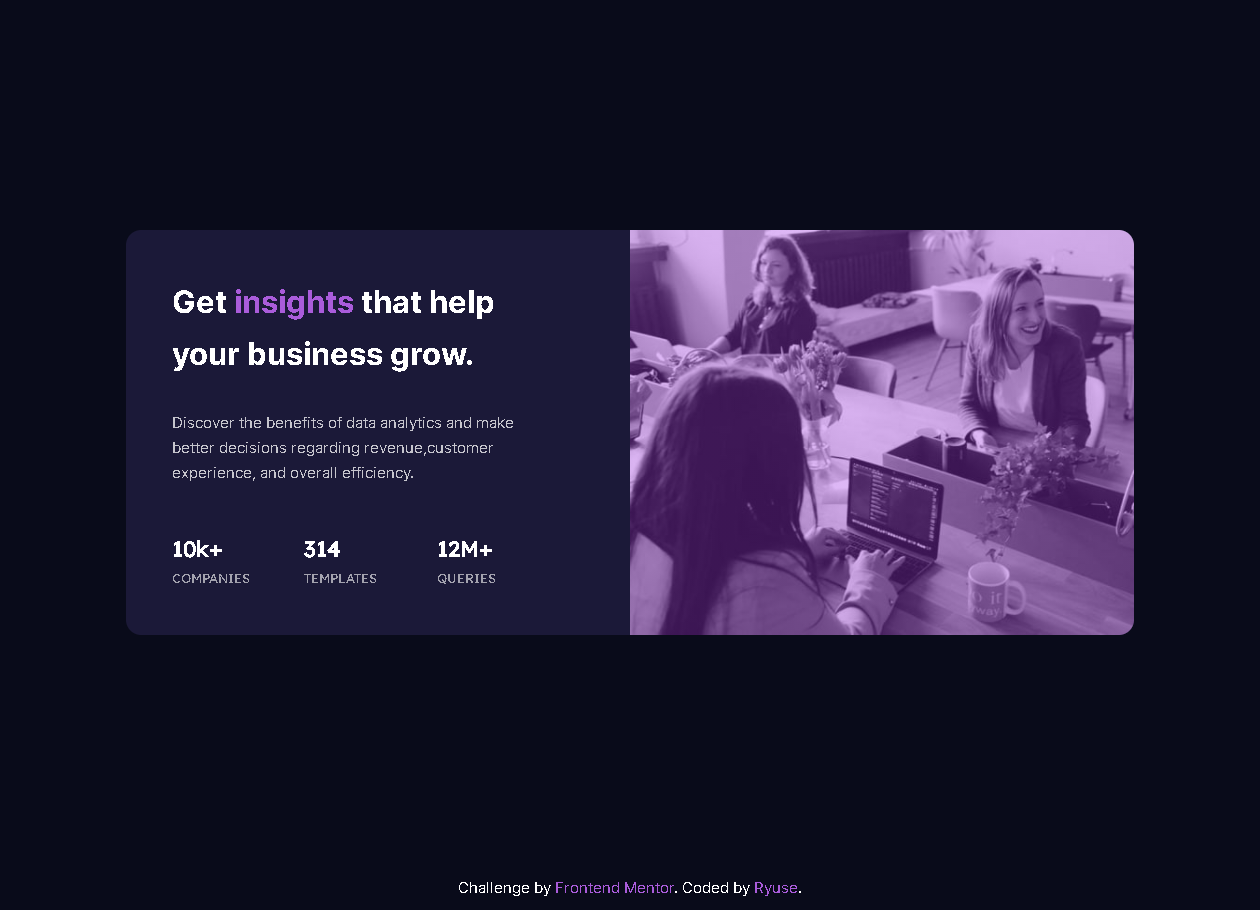 Get insights that help
your business grow.
Discover the benefits of data analytics and make
better decisions regarding revenue,customer
experience, and overall efficiency.
10k+ 314 12M+
COMPANIES TEMPLATES QUERIES
Challenge by Frontend Mentor. Coded by Ryuse.